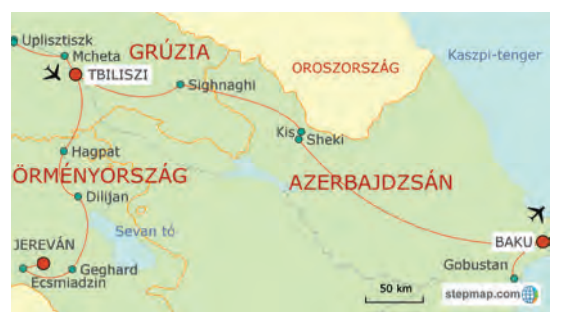 Uplisztiszk
Mcheta
GRÚZIA
TBILISZI
Sighnaghi
OROSZORSZÁG
Kaszpi-tenger
Kis
Sheki
Hagpat
ÖRMÉNYORSZÁG
AZERBAJDZSÁN
Dilijan
Sevan tó
JEREVÁN
Geghard
Ecsmiadzin
BAKU
Gobustan
50 km
stepmap.com